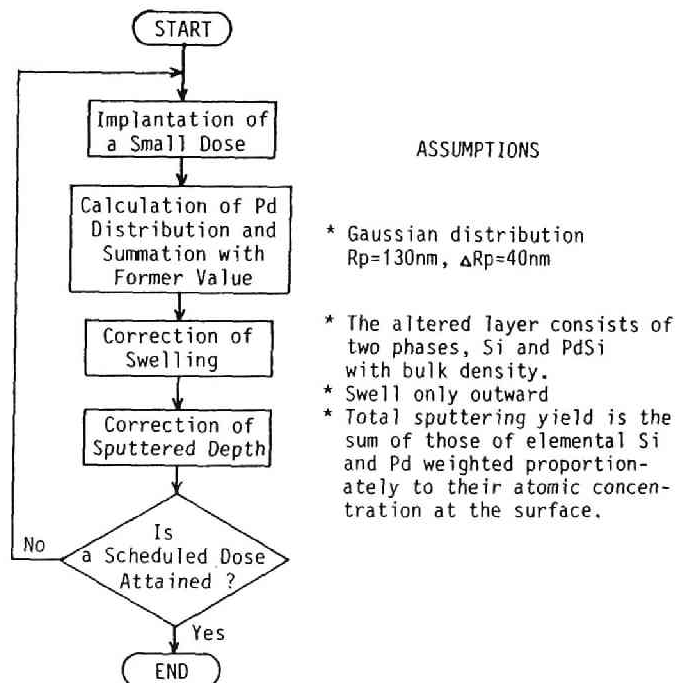 START
Implantation of
a Small Dose
Calculation of Pd
Distribution and
Summation with
Former Value
Correction of
Swelling
Correction of
Sputtered Depth
Is
a Scheduled Dose
Attained ?
No
Yes
END
ASSUMPTIONS
* Gaussian distribution
Rp=130nm, ΔRp=40nm
* The altered layer consists of
two phases, Si and PdSi
with bulk density.
* Swell only outward
* Total sputtering yield is the
sum of those of elemental Si
and Pd weighted proportion-
ately to their atomic concen-
tration at the surface.